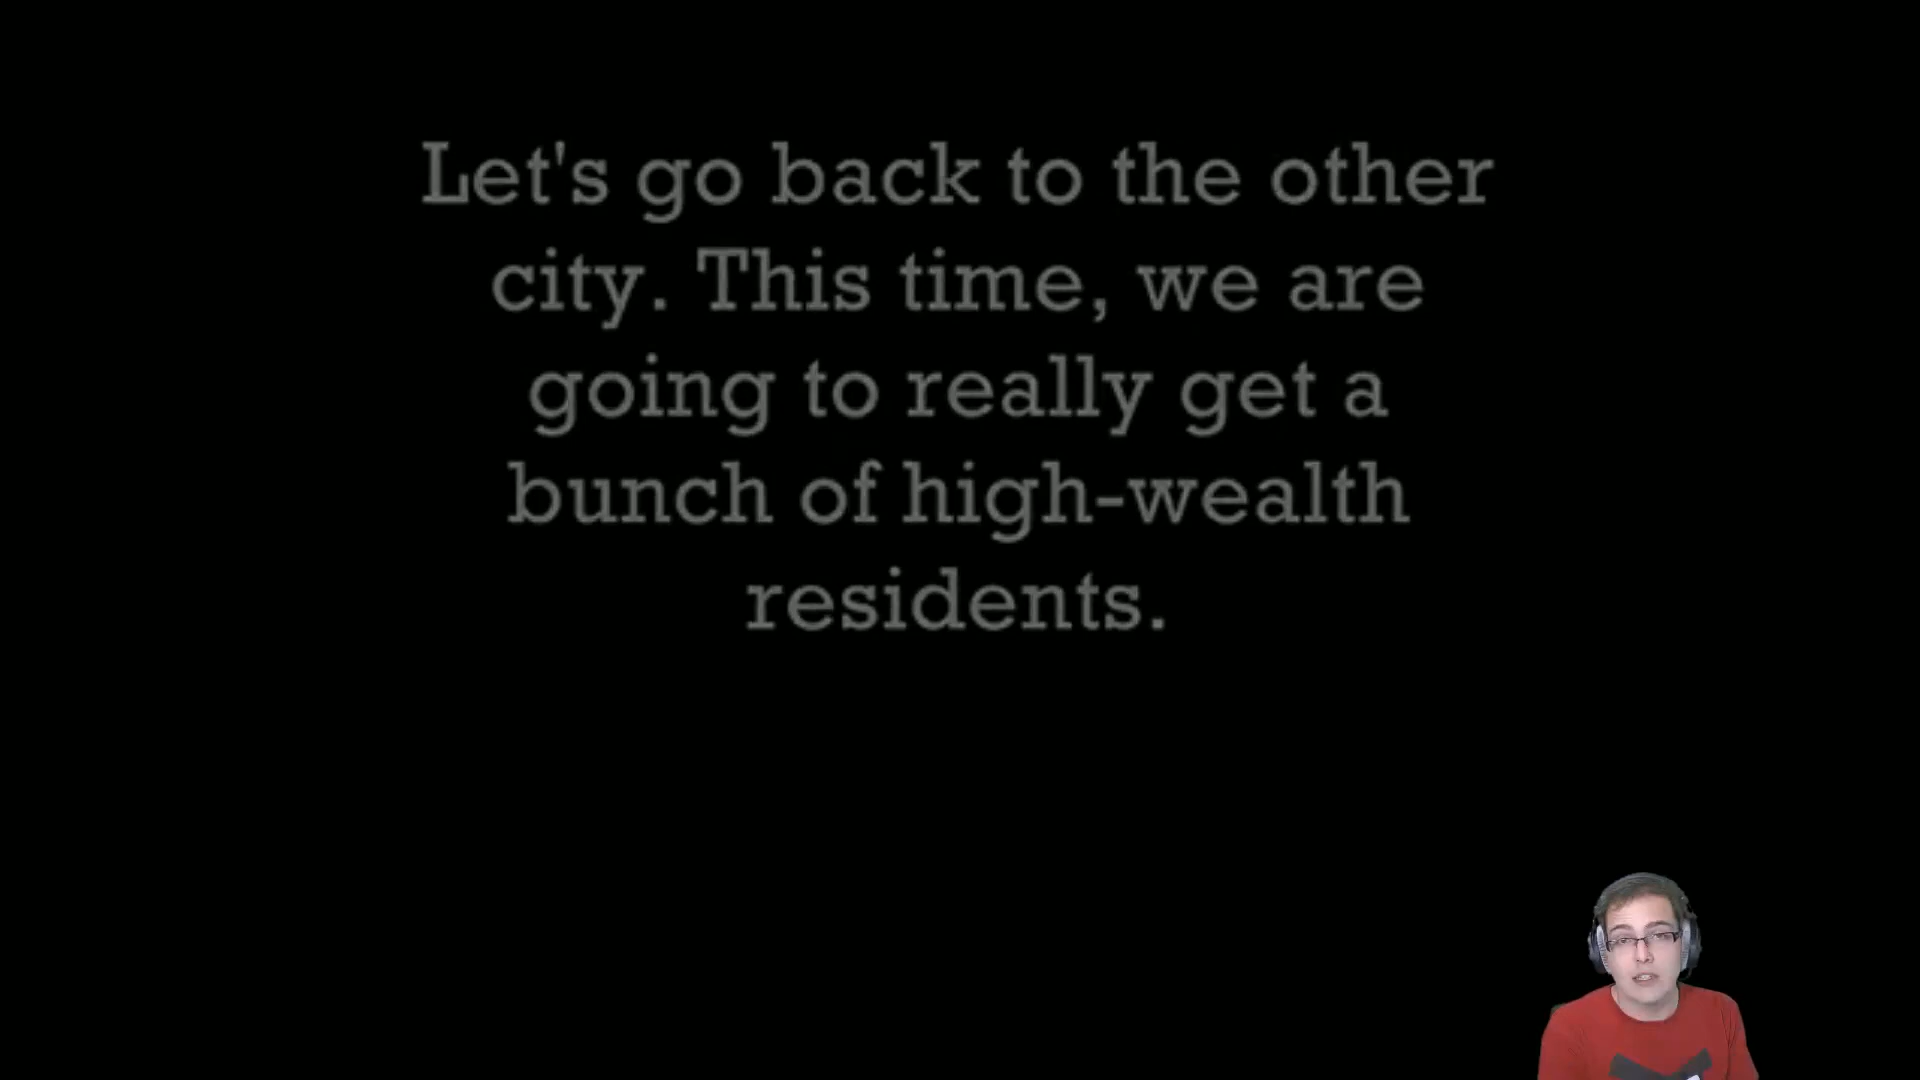 Let's go back to the other
city. This time, we are
going to really get a
bunch of high-wealth
residents.